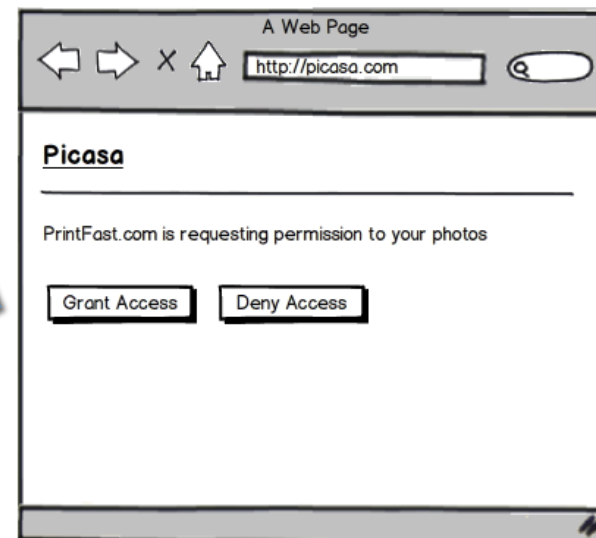 A Web Page
http://picasa.com
Picasa
PrintFast.com is requesting permission to your photos
Grant Access
Deny Access